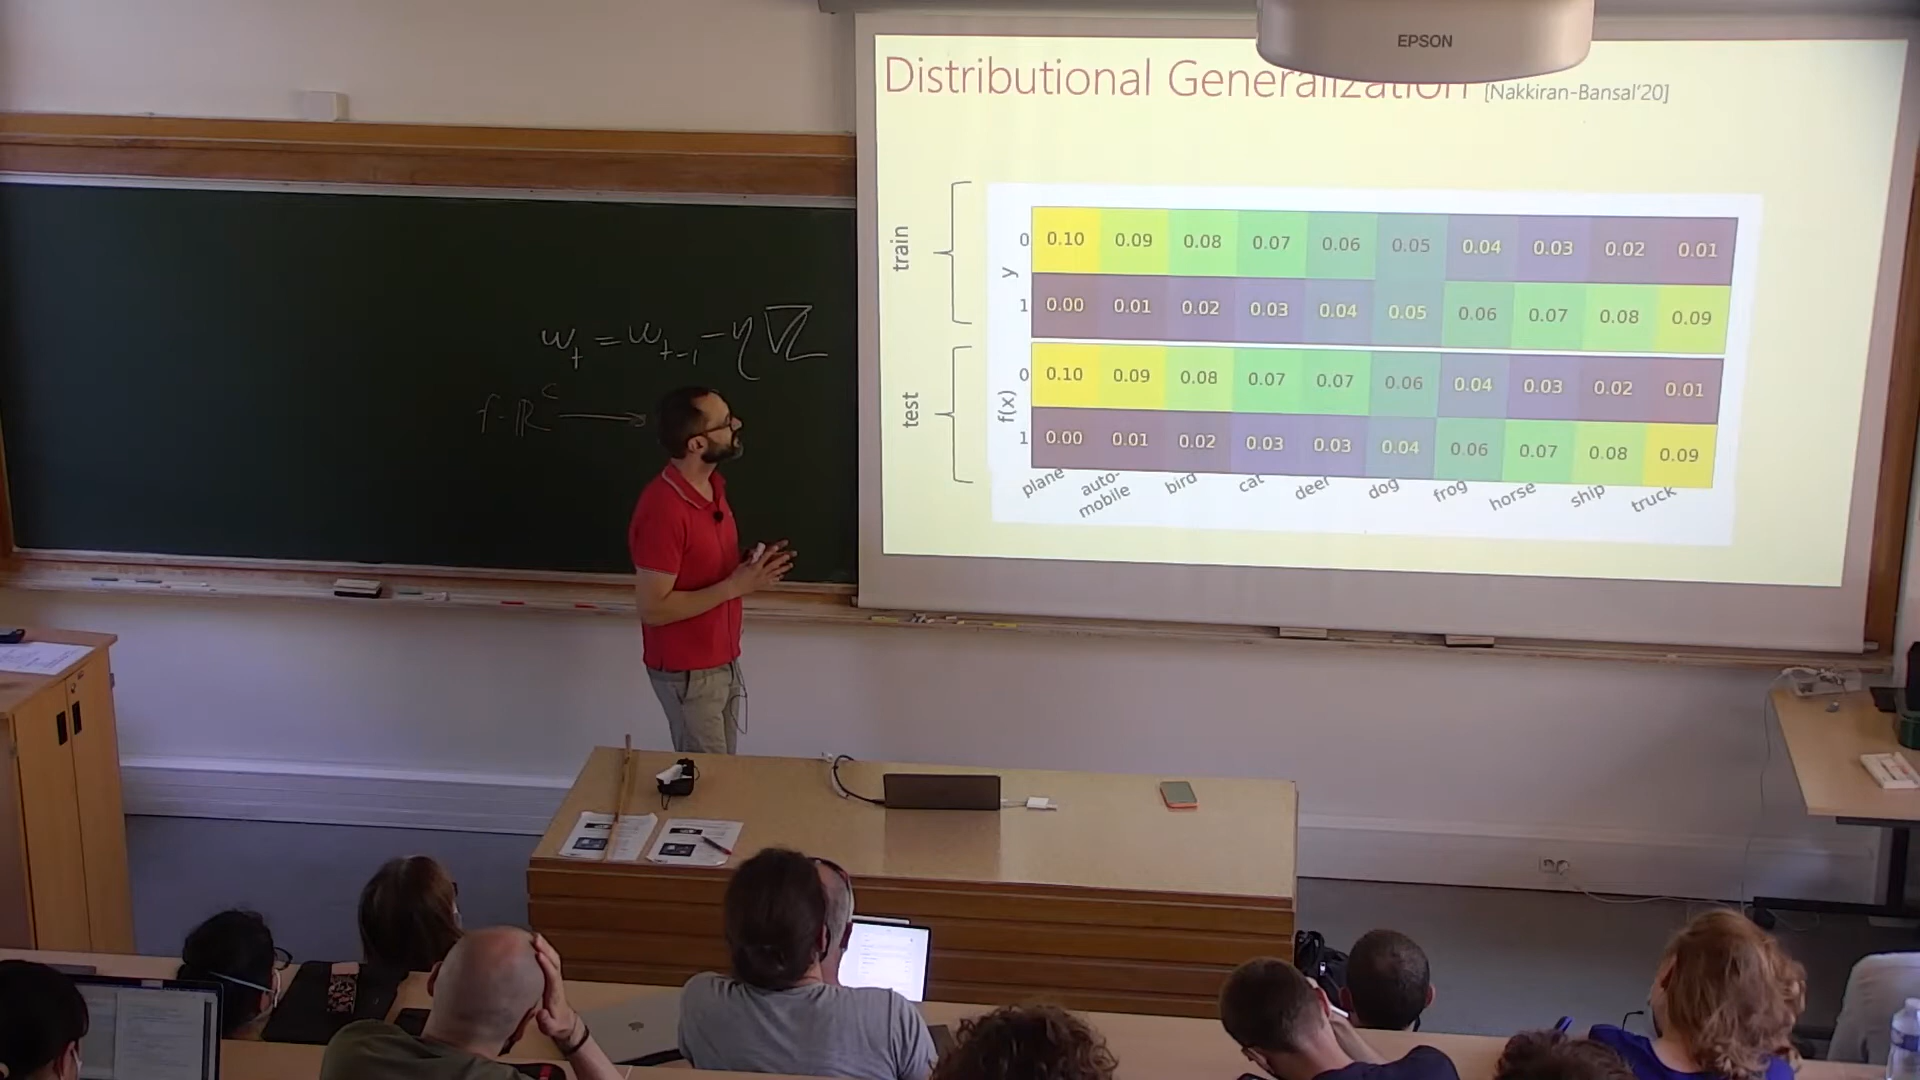 EPSON
Distributional Generalization [Nakkiran-Bansal'20]
train
y
0 0.10 0.09 0.08 0.07 0.06 0.05 0.04 0.03 0.02 0.01
1 0.00 0.01 0.02 0.03 0.04 0.05 0.06 0.07 0.08 0.09
test
f(x)
0 0.10 0.09 0.08 0.07 0.07 0.06 0.04 0.03 0.02 0.01
1 0.00 0.01 0.02 0.03 0.03 0.04 0.06 0.07 0.08 0.09
plane auto-mobile bird cat deer dog frog horse ship truck
w_t = w_{t-1} - η∇
f: ℝ^c →